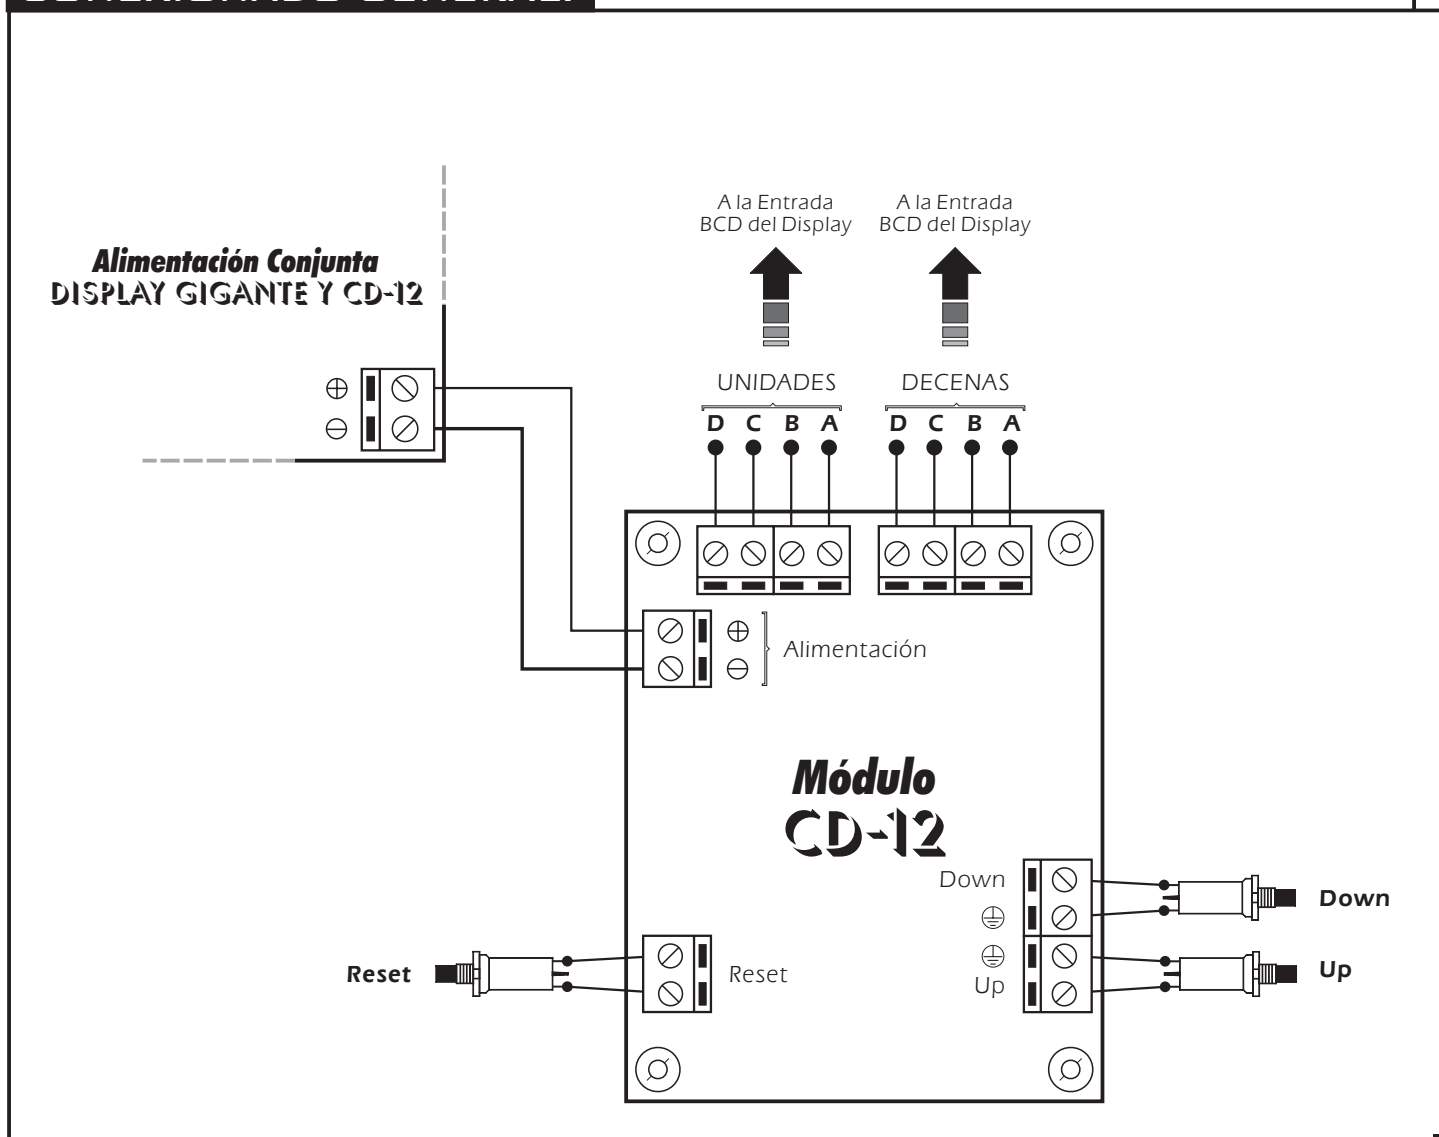 A la Entrada
BCD del Display
A la Entrada
BCD del Display
Alimentación Conjunta
DISPLAY GIGANTE Y CD-12
UNIDADES
DECENAS
D C B A
D C B A
Alimentación
Módulo
CD-12
Down
Down
Reset
Reset
Up
Up